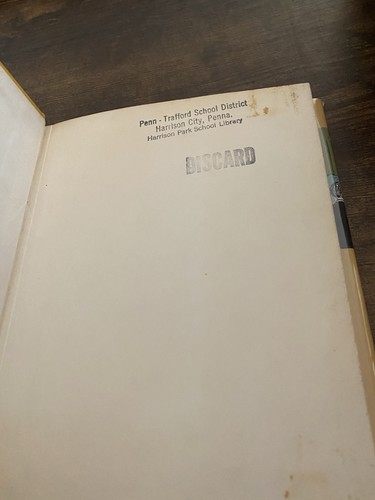 Penn - Trafford School District
Harrison City, Penna.
Harrison Park School Library
DISCARD